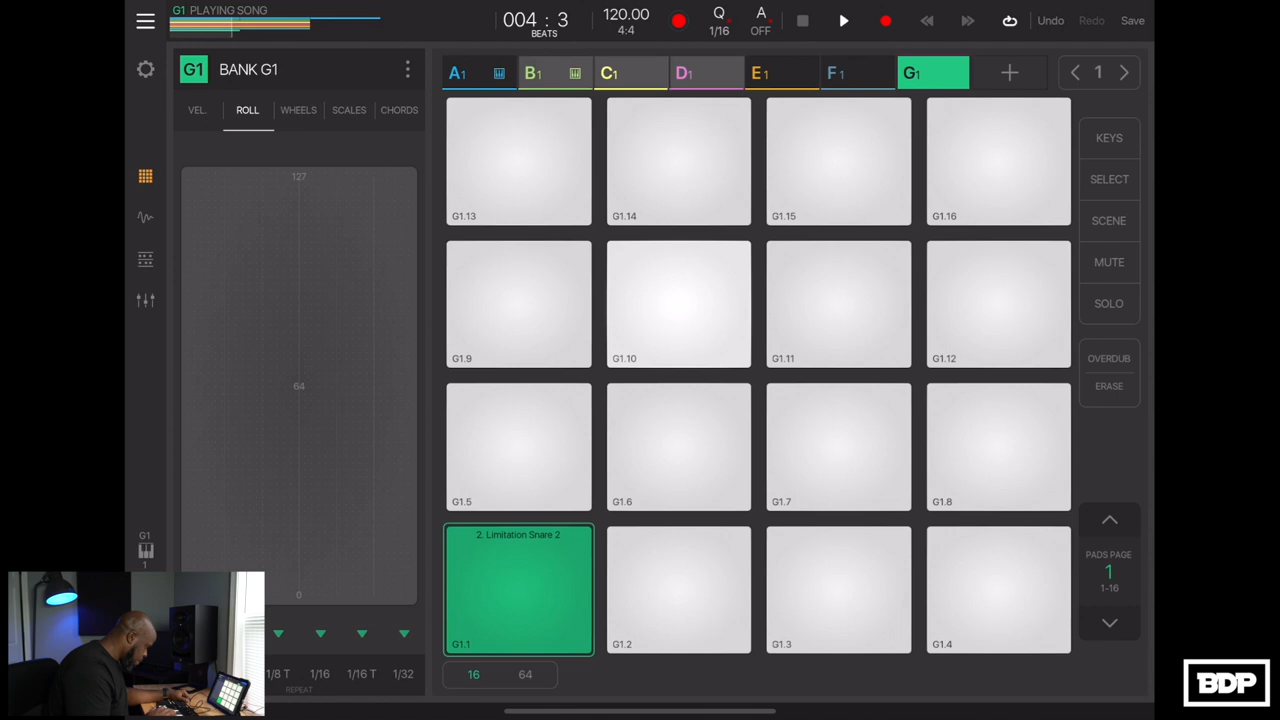 G1 PLAYING SONG
004 : 3
BEATS
120.00
4:4
Q
1/16
A
OFF
Undo
Redo
Save
G1
BANK G1
A1
B1
C1
D1
E1
F1
G1
1
VEL.
ROLL
WHEELS
SCALES
CHORDS
127
64
0
G1.13
G1.14
G1.15
G1.16
G1.9
G1.10
G1.11
G1.12
G1.5
G1.6
G1.7
G1.8
2. Limitation Snare 2
G1.1
G1.2
G1.3
G1.4
KEYS
SELECT
SCENE
MUTE
SOLO
OVERDUB
ERASE
PADS PAGE
1
1-16
G1
1
1/8 T
1/16
1/16 T
1/32
REPEAT
16
64
BDP